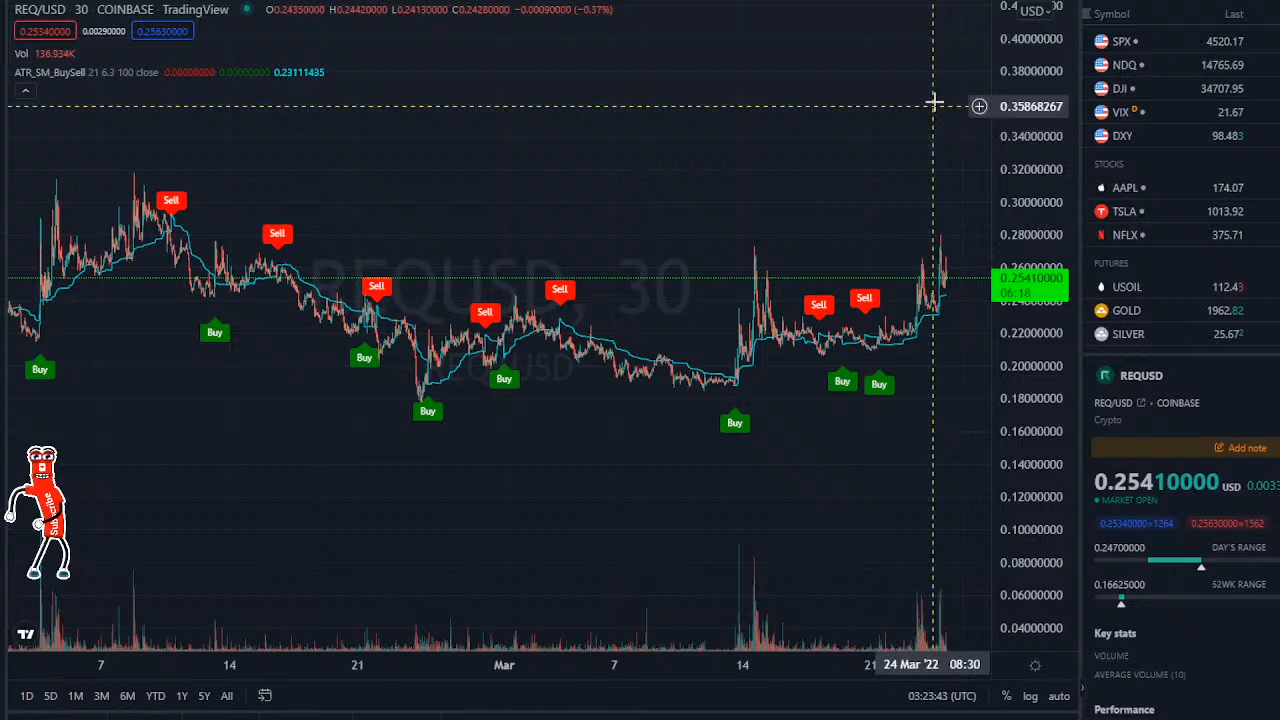 REQ/USD · 30 · COINBASE · TradingView O0.24350000 H0.24420000 L0.24130000 C0.24280000 -0.00090000 (-0.37%)
0.25340000 0.00290000 0.25630000
Vol 136.934K
ATR_SM_BuySell 21 6.3 100 close 0.00000000 0.00000000 0.23111435
USD
0.40000000
0.38000000
0.35868267
0.34000000
0.32000000
0.30000000
0.28000000
0.25410000
06:18
0.22000000
0.20000000
0.18000000
0.16000000
0.14000000
0.12000000
0.10000000
0.08000000
0.06000000
0.04000000
REQUSD, 30
REQ/USD
Sell
Sell
Sell
Sell
Sell
Sell
Sell
Buy
Buy
Buy
Buy
Buy
Buy
Buy
Buy
Subscribe
7 14 21 Mar 7 14 21 24 Mar '22 08:30
1D 5D 1M 3M 6M YTD 1Y 5Y All 03:23:43 (UTC) % log auto
Symbol Last
SPX 4520.17
NDQ 14765.69
DJI 34707.95
VIX D 21.67
DXY 98.483
STOCKS
AAPL 174.07
TSLA 1013.92
NFLX 375.71
FUTURES
USOIL 112.43
GOLD 1962.82
SILVER 25.672
REQUSD
REQ/USD · COINBASE
Crypto
Add note
0.25410000 USD 0.0033
MARKET OPEN
0.25340000×1264 0.25630000×1562
0.24700000 DAY'S RANGE
0.16625000 52WK RANGE
Key stats
VOLUME
AVERAGE VOLUME (10)
Performance